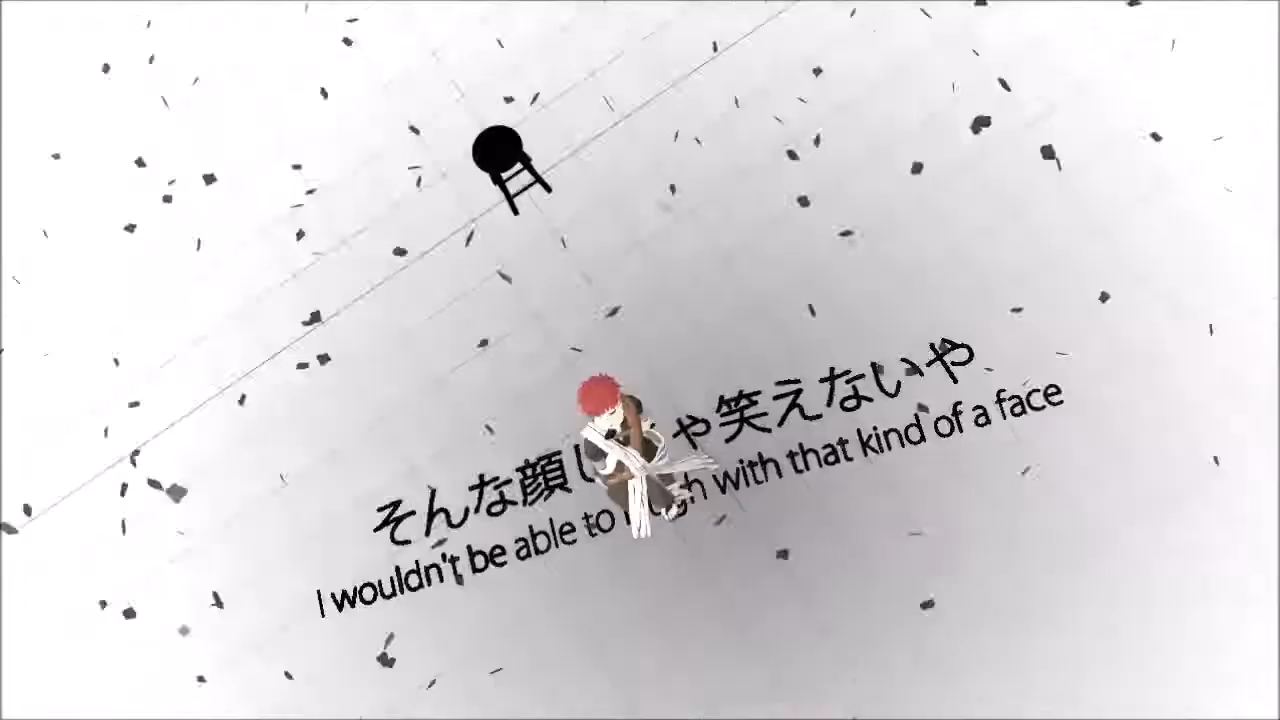 そんな顔し ゃ笑えないや
I wouldn't be able to with that kind of a face